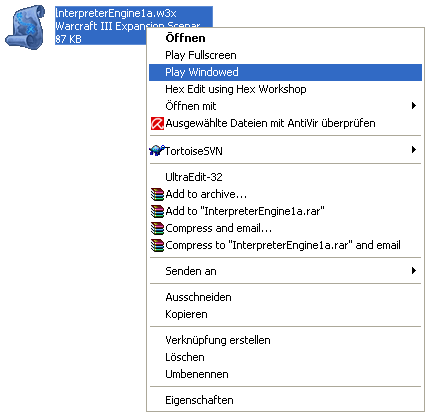 InterpreterEngine1a.w3x
Warcraft III Expansion Scenar
87 KB
Öffnen
Play Fullscreen
Play Windowed
Hex Edit using Hex Workshop
Öffnen mit
Ausgewählte Dateien mit AntiVir überprüfen
TortoiseSVN
UltraEdit-32
Add to archive...
Add to "InterpreterEngine1a.rar"
Compress and email...
Compress to "InterpreterEngine1a.rar" and email
Senden an
Ausschneiden
Kopieren
Verknüpfung erstellen
Löschen
Umbenennen
Eigenschaften